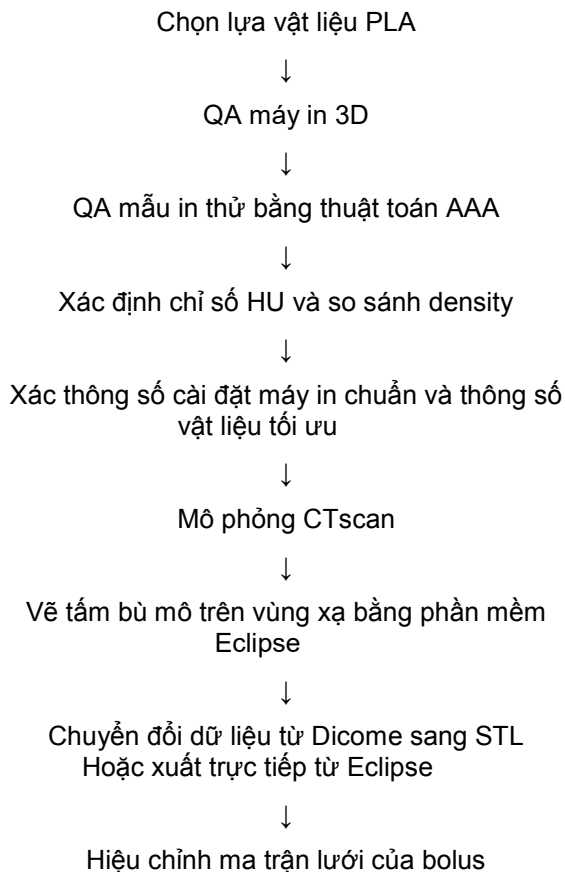 Chọn lựa vật liệu PLA
↓
QA máy in 3D
↓
QA mẫu in thử bằng thuật toán AAA
↓
Xác định chỉ số HU và so sánh density
↓
Xác thông số cài đặt máy in chuẩn và thông số
vật liệu tối ưu
↓
Mô phỏng CTscan
↓
Vẽ tấm bù mô trên vùng xạ bằng phần mềm
Eclipse
↓
Chuyển đổi dữ liệu từ Dicome sang STL
Hoặc xuất trực tiếp từ Eclipse
↓
Hiệu chỉnh ma trận lưới của bolus